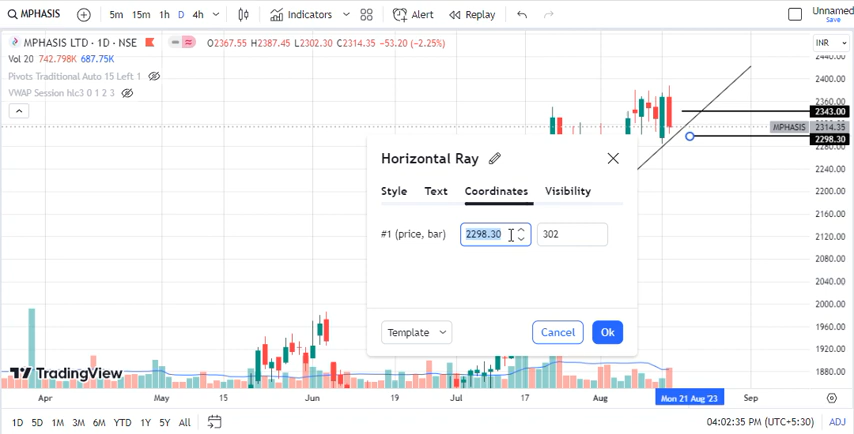 MPHASIS 5m 15m 1h D 4h Indicators Alert Replay Unnamed
Save
MPHASIS LTD · 1D · NSE O2367.55 H2387.45 L2302.30 C2314.35 −53.20 (−2.25%) INR
Vol 20 742.798K 687.75K
Pivots Traditional Auto 15 Left 1
VWAP Session hlc3 0 1 2 3
2440.00
2400.00
2343.00
MPHASIS 2314.35
2298.30
2240.00
2200.00
2160.00
2120.00
2080.00
2040.00
2000.00
1960.00
1920.00
1880.00
Horizontal Ray
Style Text Coordinates Visibility
#1 (price, bar) 2298.30 302
Template Cancel Ok
TradingView
Apr May 15 Jun 19 Jul 17 Aug Mon 21 Aug '23 Sep
1D 5D 1M 3M 6M YTD 1Y 5Y All 04:02:35 PM (UTC+5:30) ADJ